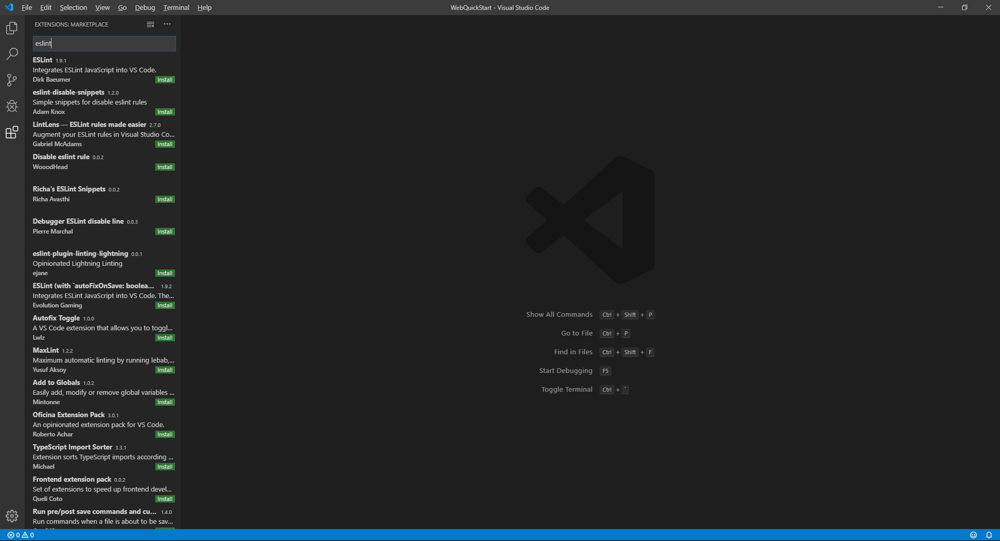 File Edit Selection View Go Debug Terminal Help
WebQuickStart - Visual Studio Code
EXTENSIONS: MARKETPLACE
eslint
ESLint 1.9.1
Integrates ESLint JavaScript into VS Code.
Dirk Baeumer Install
eslint-disable-snippets 1.2.0
Simple snippets for disable eslint rules
Adam Knox Install
LintLens — ESLint rules made easier 2.7.0
Augment your ESLint rules in Visual Studio Co...
Gabriel McAdams Install
Disable eslint rule 0.0.2
WooodHead Install
Richa's ESLint Snippets 0.0.2
Richa Avasthi Install
Debugger ESLint disable line 0.0.3
Pierre Marchal Install
eslint-plugin-linting-lightning 0.0.1
Opinionated Lightning Linting
ejane Install
ESLint (with `autoFixOnSave: boolea... 1.9.2
Integrates ESLint JavaScript into VS Code. The...
Evolution Gaming Install
Autofix Toggle 1.0.0
A VS Code extension that allows you to toggl...
Lwlz Install
MaxLint 1.2.2
Maximum automatic linting by running lebab,...
Yusuf Aksoy Install
Add to Globals 1.0.2
Easily add, modify or remove global variables ...
Mintonne Install
Oficina Extension Pack 3.0.1
An opinionated extension pack for VS Code.
Roberto Achar Install
TypeScript Import Sorter 3.3.1
Extension sorts TypeScript imports according ...
Michael Install
Frontend extension pack 0.0.2
Set of extensions to speed up frontend devel...
Queli Coto Install
Run pre/post save commands and cu... 1.4.0
Run commands when a file is about to be sav...
Show All Commands Ctrl + Shift + P
Go to File Ctrl + P
Find in Files Ctrl + Shift + F
Start Debugging F5
Toggle Terminal Ctrl + `
0 0